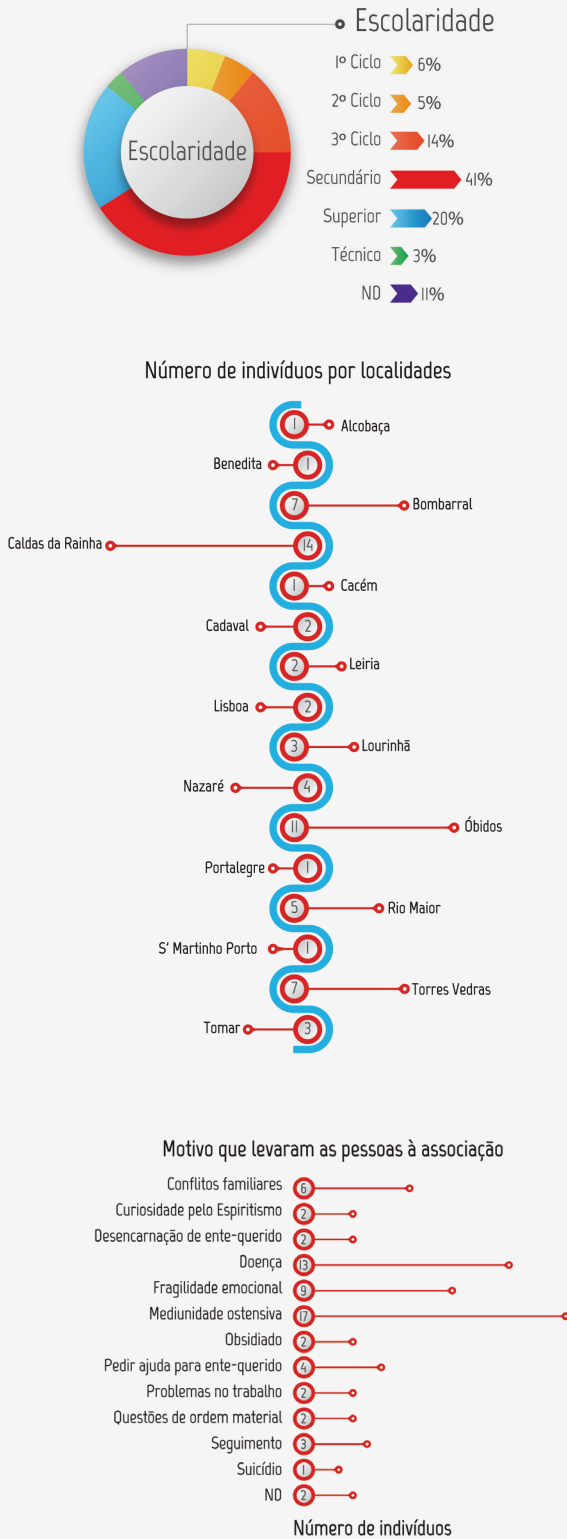 Escolaridade
Escolaridade
1º Ciclo 6%
2º Ciclo 5%
3º Ciclo 14%
Secundário 41%
Superior 20%
Técnico 3%
ND 11%
Número de indivíduos por localidades
1 Alcobaça
Benedita 1
7 Bombarral
Caldas da Rainha 14
1 Cacém
Cadaval 2
2 Leiria
Lisboa 2
3 Lourinhã
Nazaré 4
11 Óbidos
Portalegre 1
5 Rio Maior
S' Martinho Porto 1
7 Torres Vedras
Tomar 3
Motivo que levaram as pessoas à associação
Conflitos familiares 6
Curiosidade pelo Espiritismo 2
Desencarnação de ente-querido 2
Doença 13
Fragilidade emocional 9
Mediunidade ostensiva 17
Obsidiado 2
Pedir ajuda para ente-querido 4
Problemas no trabalho 2
Questões de ordem material 2
Seguimento 3
Suicídio 1
ND 2
Número de indivíduos